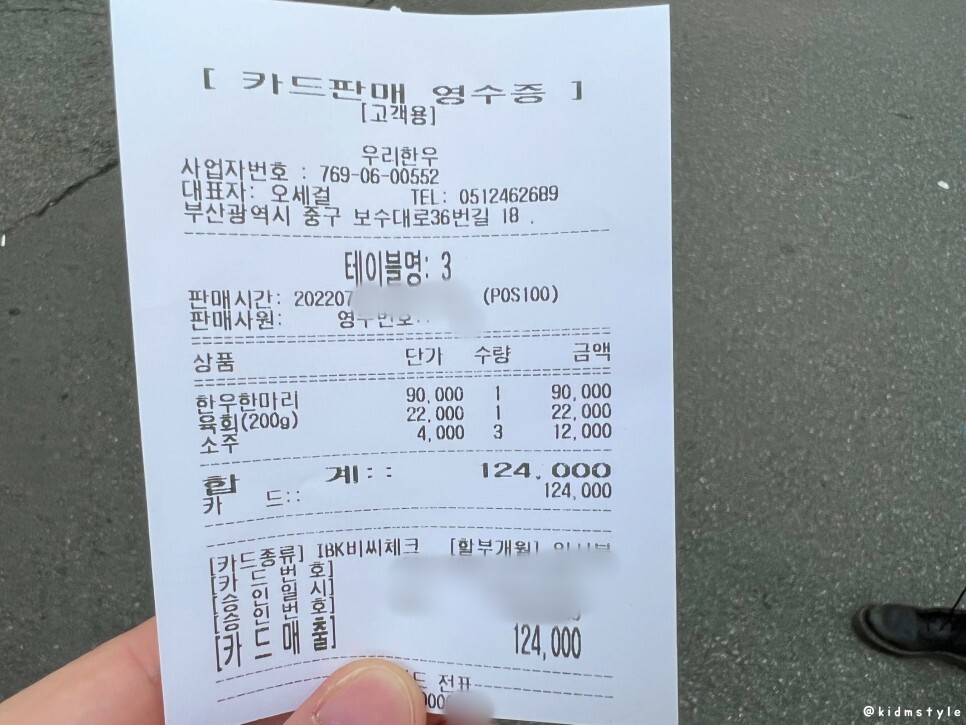 [ 카드판매 영수증 ]
[고객용]
우리한우
사업자번호 : 769-06-00552
대표자: 오세걸 TEL: 0512462689
부산광역시 중구 보수대로36번길 18 .
테이블명: 3
판매시간: 202207 (POS100)
판매사원: 영수번호:
상품 단가 수량 금액
한우한마리 90,000 1 90,000
육회(200g) 22,000 1 22,000
소주 4,000 3 12,000
합 계:: 124,000
카 드:: 124,000
[카드종류] IBK비씨체크 [할부개월]
[카 드 번 호]
[승 인 일 시]
[승 인 번 호]
[카 드 매 출] 124,000
드 전표
@kidmstyle